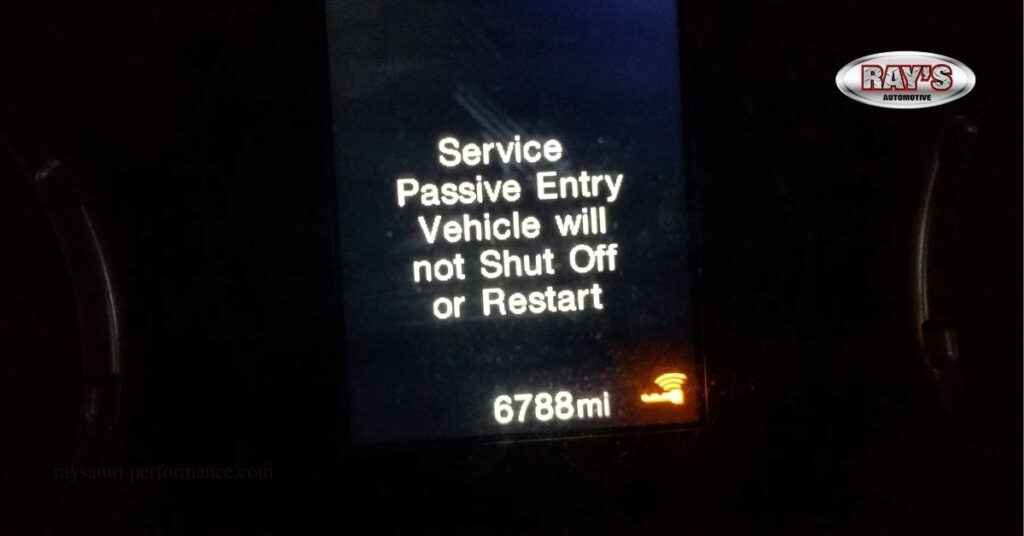 RAY'S
AUTOMOTIVE
Service
Passive Entry
Vehicle will
not Shut Off
or Restart
6788mi
raysauto-performance.com